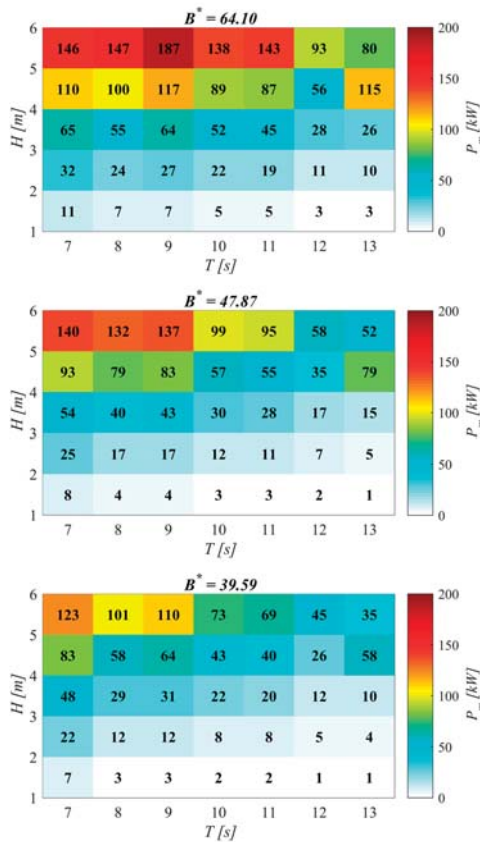 B* = 64.10
6 146 147 187 138 143 93 80 200
5 110 100 117 89 87 56 115 150
4 65 55 64 52 45 28 26 100
3 32 24 27 22 19 11 10 50
2 11 7 7 5 5 3 3 0
1
H [m]
P_ [kW]
7 8 9 10 11 12 13
T [s]
B* = 47.87
6 140 132 137 99 95 58 52 200
5 93 79 83 57 55 35 79 150
4 54 40 43 30 28 17 15 100
3 25 17 17 12 11 7 5 50
2 8 4 4 3 3 2 1 0
1
H [m]
P_ [kW]
7 8 9 10 11 12 13
T [s]
B* = 39.59
6 123 101 110 73 69 45 35 200
5 83 58 64 43 40 26 58 150
4 48 29 31 22 20 12 10 100
3 22 12 12 8 8 5 4 50
2 7 3 3 2 2 1 1 0
1
H [m]
P_ [kW]
7 8 9 10 11 12 13
T [s]